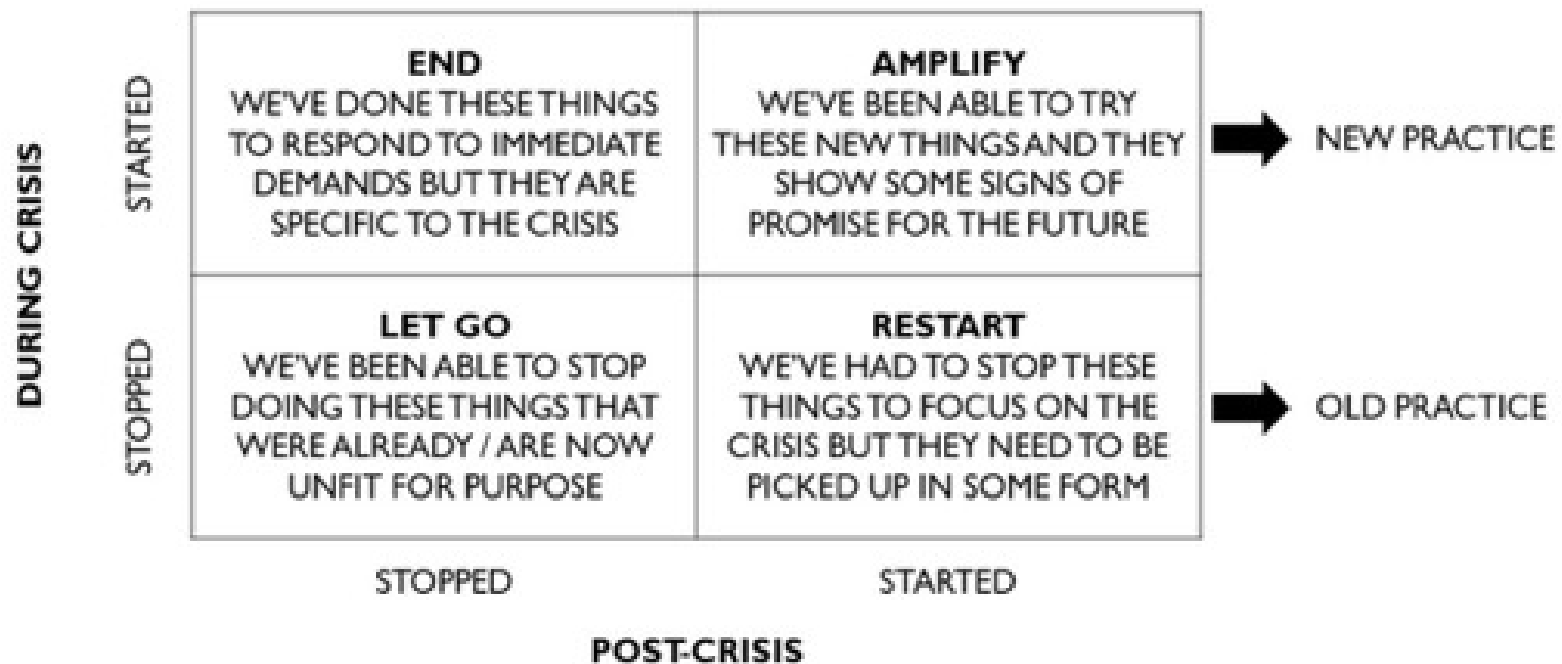 DURING CRISIS
STARTED
END
WE'VE DONE THESE THINGS
TO RESPOND TO IMMEDIATE
DEMANDS BUT THEY ARE
SPECIFIC TO THE CRISIS
AMPLIFY
WE'VE BEEN ABLE TO TRY
THESE NEW THINGS AND THEY
SHOW SOME SIGNS OF
PROMISE FOR THE FUTURE
NEW PRACTICE
STOPPED
LET GO
WE'VE BEEN ABLE TO STOP
DOING THESE THINGS THAT
WERE ALREADY / ARE NOW
UNFIT FOR PURPOSE
RESTART
WE'VE HAD TO STOP THESE
THINGS TO FOCUS ON THE
CRISIS BUT THEY NEED TO BE
PICKED UP IN SOME FORM
OLD PRACTICE
STOPPED
STARTED
POST-CRISIS